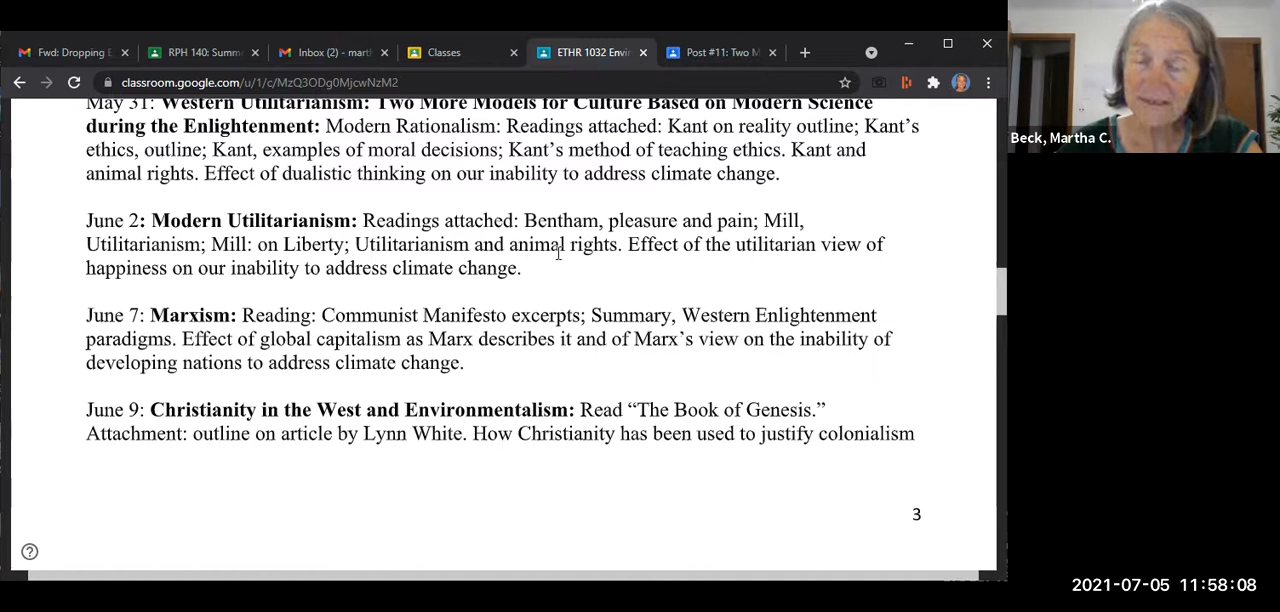 Fwd: Dropping E
RPH 140: Summ
Inbox (2) - marth
Classes
ETHR 1032 Envir
Post #11: Two M
classroom.google.com/u/1/c/MzQ3ODg0MjcwNzM2
May 31: Western Utilitarianism: Two More Models for Culture Based on Modern Science
during the Enlightenment: Modern Rationalism: Readings attached: Kant on reality outline; Kant's
ethics, outline; Kant, examples of moral decisions; Kant's method of teaching ethics. Kant and
animal rights. Effect of dualistic thinking on our inability to address climate change.
June 2: Modern Utilitarianism: Readings attached: Bentham, pleasure and pain; Mill,
Utilitarianism; Mill: on Liberty; Utilitarianism and animal rights. Effect of the utilitarian view of
happiness on our inability to address climate change.
June 7: Marxism: Reading: Communist Manifesto excerpts; Summary, Western Enlightenment
paradigms. Effect of global capitalism as Marx describes it and of Marx's view on the inability of
developing nations to address climate change.
June 9: Christianity in the West and Environmentalism: Read “The Book of Genesis.”
Attachment: outline on article by Lynn White. How Christianity has been used to justify colonialism
3
Beck, Martha C.
2021-07-05 11:58:08